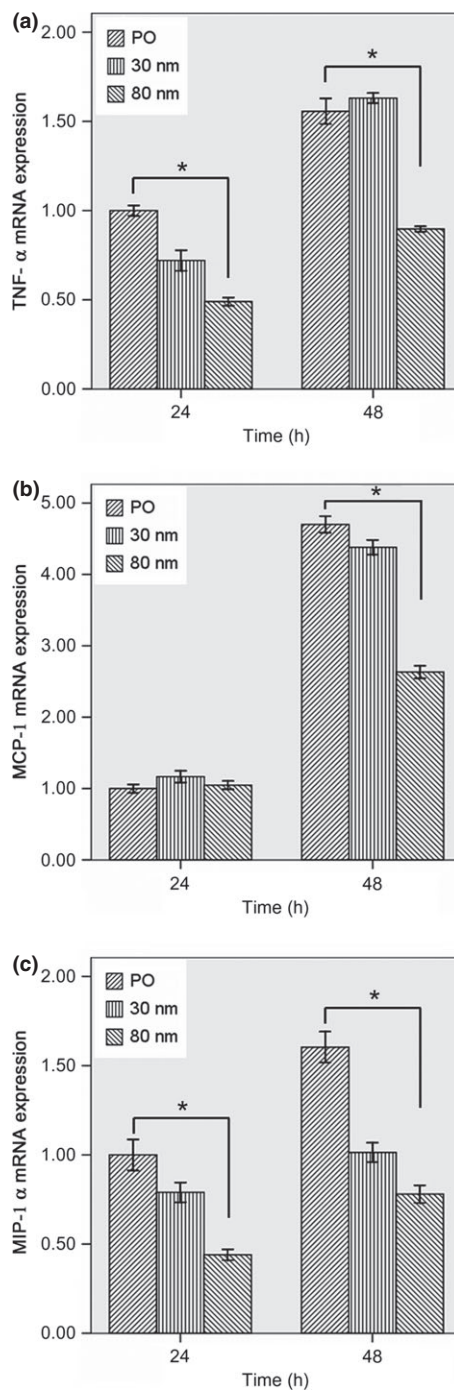 (a)
PO
30 nm
80 nm
*
*
1.50
1.00
0.50
0.00
TNF- α mRNA expression
24
48
Time (h)
(b)
PO
30 nm
80 nm
*
5.00
4.00
3.00
2.00
1.00
0.00
MCP-1 mRNA expression
24
48
Time (h)
(c)
PO
30 nm
80 nm
*
*
2.00
1.50
1.00
0.50
0.00
MIP-1 α mRNA expression
24
48
Time (h)